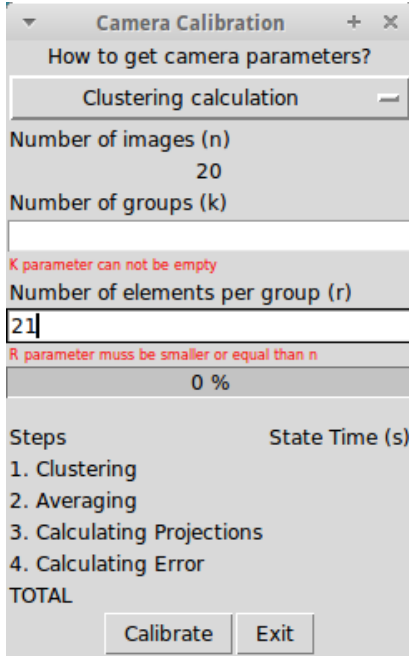 Camera Calibration
How to get camera parameters?
Clustering calculation
Number of images (n)
20
Number of groups (k)
K parameter can not be empty
Number of elements per group (r)
21
R parameter muss be smaller or equal than n
0 %
Steps State Time (s)
1. Clustering
2. Averaging
3. Calculating Projections
4. Calculating Error
TOTAL
Calibrate Exit